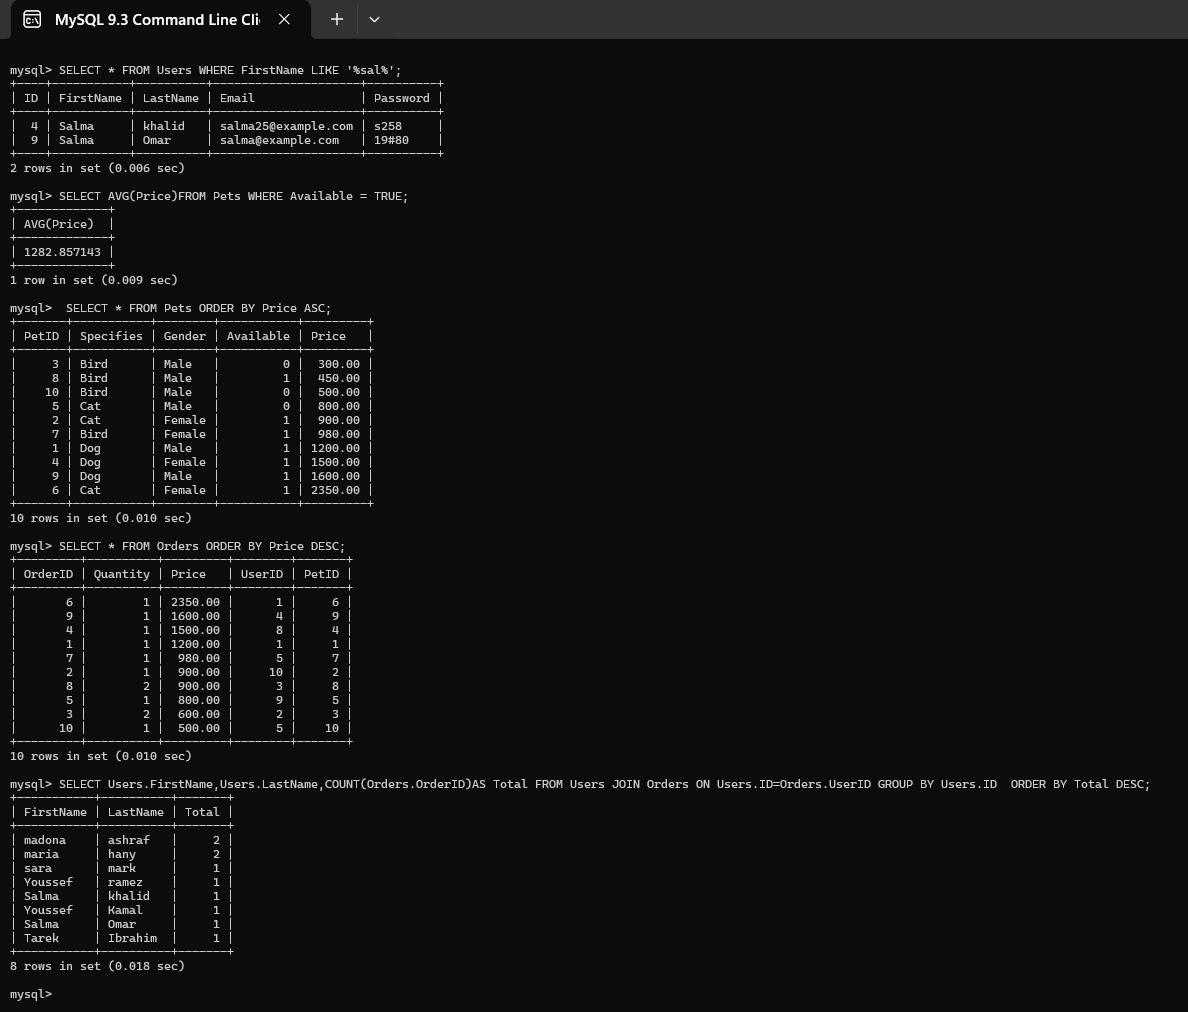 MySQL 9.3 Command Line Cli
mysql> SELECT * FROM Users WHERE FirstName LIKE '%sal%';
+----+-----------+----------+---------------------+----------+
| ID | FirstName | LastName | Email               | Password |
+----+-----------+----------+---------------------+----------+
|  4 | Salma     | khalid   | salma25@example.com | s258     |
|  9 | Salma     | Omar     | salma@example.com   | 19#80    |
+----+-----------+----------+---------------------+----------+
2 rows in set (0.006 sec)
mysql> SELECT AVG(Price)FROM Pets WHERE Available = TRUE;
+-------------+
| AVG(Price)  |
+-------------+
| 1282.857143 |
+-------------+
1 row in set (0.009 sec)
mysql>  SELECT * FROM Pets ORDER BY Price ASC;
+-------+-----------+--------+-----------+---------+
| PetID | Specifies | Gender | Available | Price   |
+-------+-----------+--------+-----------+---------+
|     3 | Bird      | Male   |         0 |  300.00 |
|     8 | Bird      | Male   |         1 |  450.00 |
|    10 | Bird      | Male   |         0 |  500.00 |
|     5 | Cat       | Male   |         0 |  800.00 |
|     2 | Cat       | Female |         1 |  900.00 |
|     7 | Bird      | Female |         1 |  980.00 |
|     1 | Dog       | Male   |         1 | 1200.00 |
|     4 | Dog       | Female |         1 | 1500.00 |
|     9 | Dog       | Male   |         1 | 1600.00 |
|     6 | Cat       | Female |         1 | 2350.00 |
+-------+-----------+--------+-----------+---------+
10 rows in set (0.010 sec)
mysql> SELECT * FROM Orders ORDER BY Price DESC;
+---------+----------+---------+--------+-------+
| OrderID | Quantity | Price   | UserID | PetID |
+---------+----------+---------+--------+-------+
|       6 |        1 | 2350.00 |      1 |     6 |
|       9 |        1 | 1600.00 |      4 |     9 |
|       4 |        1 | 1500.00 |      8 |     4 |
|       1 |        1 | 1200.00 |      1 |     1 |
|       7 |        1 |  980.00 |      5 |     7 |
|       2 |        1 |  900.00 |     10 |     2 |
|       8 |        2 |  900.00 |      3 |     8 |
|       5 |        1 |  800.00 |      9 |     5 |
|       3 |        2 |  600.00 |      2 |     3 |
|      10 |        1 |  500.00 |      5 |    10 |
+---------+----------+---------+--------+-------+
10 rows in set (0.010 sec)
mysql> SELECT Users.FirstName,Users.LastName,COUNT(Orders.OrderID)AS Total FROM Users JOIN Orders ON Users.ID=Orders.UserID GROUP BY Users.ID  ORDER BY Total DESC;
+-----------+----------+-------+
| FirstName | LastName | Total |
+-----------+----------+-------+
| madona    | ashraf   |     2 |
| maria     | hany     |     2 |
| sara      | mark     |     1 |
| Youssef   | ramez    |     1 |
| Salma     | khalid   |     1 |
| Youssef   | Kamal    |     1 |
| Salma     | Omar     |     1 |
| Tarek     | Ibrahim  |     1 |
+-----------+----------+-------+
8 rows in set (0.018 sec)
mysql>